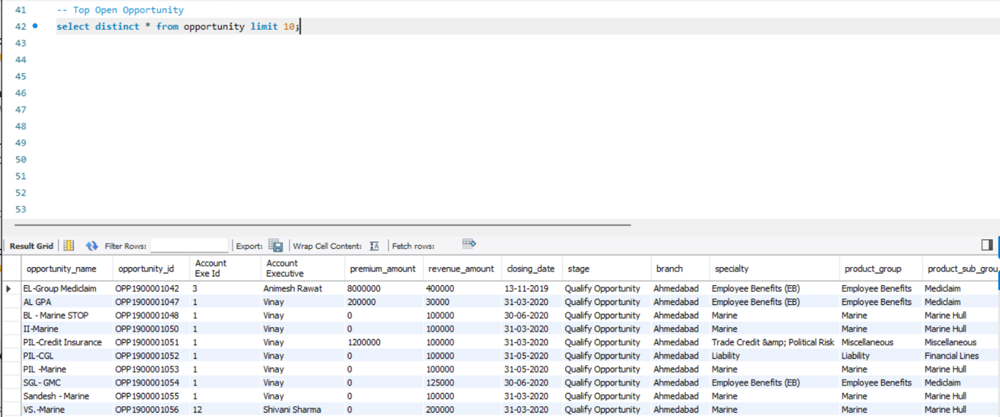 41 -- Top Open Opportunity
42 select distinct * from opportunity limit 10;
43
44
45
46
47
48
49
50
51
52
53
Result Grid Filter Rows: Export: Wrap Cell Content: Fetch rows:
opportunity_name opportunity_id Account Exe Id Account Executive premium_amount revenue_amount closing_date stage branch specialty product_group product_sub_grou
EL-Group Mediclaim OPP1900001042 3 Animesh Rawat 8000000 400000 13-11-2019 Qualify Opportunity Ahmedabad Employee Benefits (EB) Employee Benefits Mediclaim
AL GPA OPP1900001047 1 Vinay 200000 30000 31-03-2020 Qualify Opportunity Ahmedabad Employee Benefits (EB) Employee Benefits Mediclaim
BL - Marine STOP OPP1900001048 1 Vinay 0 100000 30-06-2020 Qualify Opportunity Ahmedabad Marine Marine Marine Hull
II-Marine OPP1900001050 1 Vinay 0 100000 31-03-2020 Qualify Opportunity Ahmedabad Marine Marine Marine Hull
PIL-Credit Insurance OPP1900001051 1 Vinay 1200000 100000 31-03-2020 Qualify Opportunity Ahmedabad Trade Credit &amp; Political Risk Miscellaneous Miscellaneous
PIL-CGL OPP1900001052 1 Vinay 0 100000 31-05-2020 Qualify Opportunity Ahmedabad Liability Liability Financial Lines
PIL -Marine OPP1900001053 1 Vinay 0 100000 31-05-2020 Qualify Opportunity Ahmedabad Marine Marine Marine Hull
SGL- GMC OPP1900001054 1 Vinay 0 125000 30-06-2020 Qualify Opportunity Ahmedabad Employee Benefits (EB) Employee Benefits Mediclaim
Sandesh - Marine OPP1900001055 1 Vinay 0 100000 31-03-2020 Qualify Opportunity Ahmedabad Marine Marine Marine Hull
VS.-Marine OPP1900001056 12 Shivani Sharma 0 200000 31-03-2020 Qualify Opportunity Ahmedabad Marine Marine Marine Hull